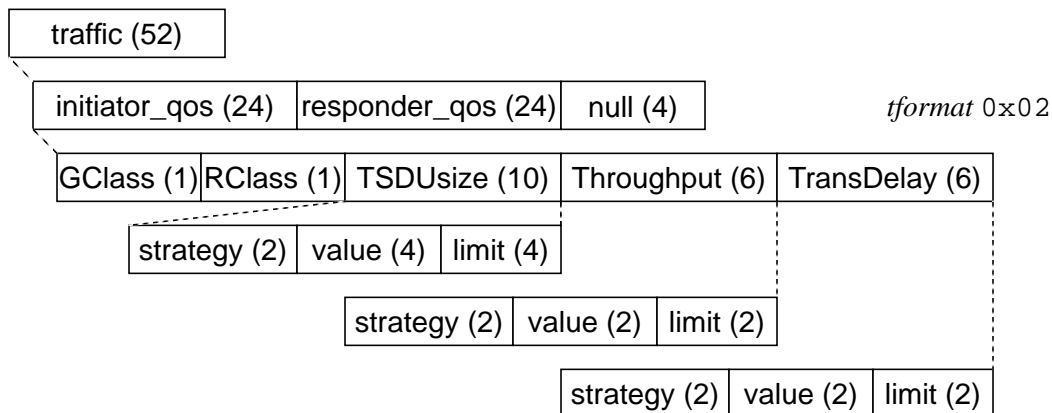 traffic (52)
initiator_qos (24) responder_qos (24) null (4) tformat 0x02
GClass (1) RClass (1) TSDUsize (10) Throughput (6) TransDelay (6)
strategy (2) value (4) limit (4)
strategy (2) value (2) limit (2)
strategy (2) value (2) limit (2)